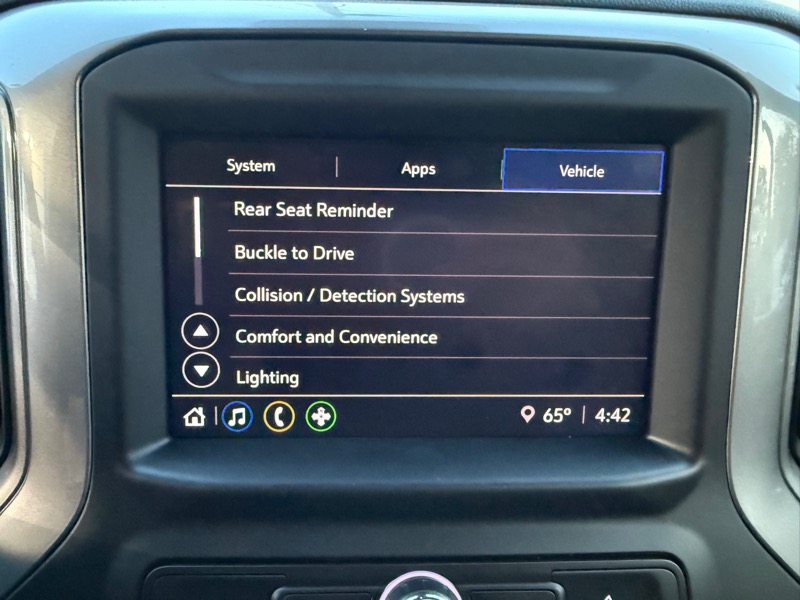 System | Apps Vehicle
Rear Seat Reminder
Buckle to Drive
Collision / Detection Systems
Comfort and Convenience
Lighting
65° | 4:42